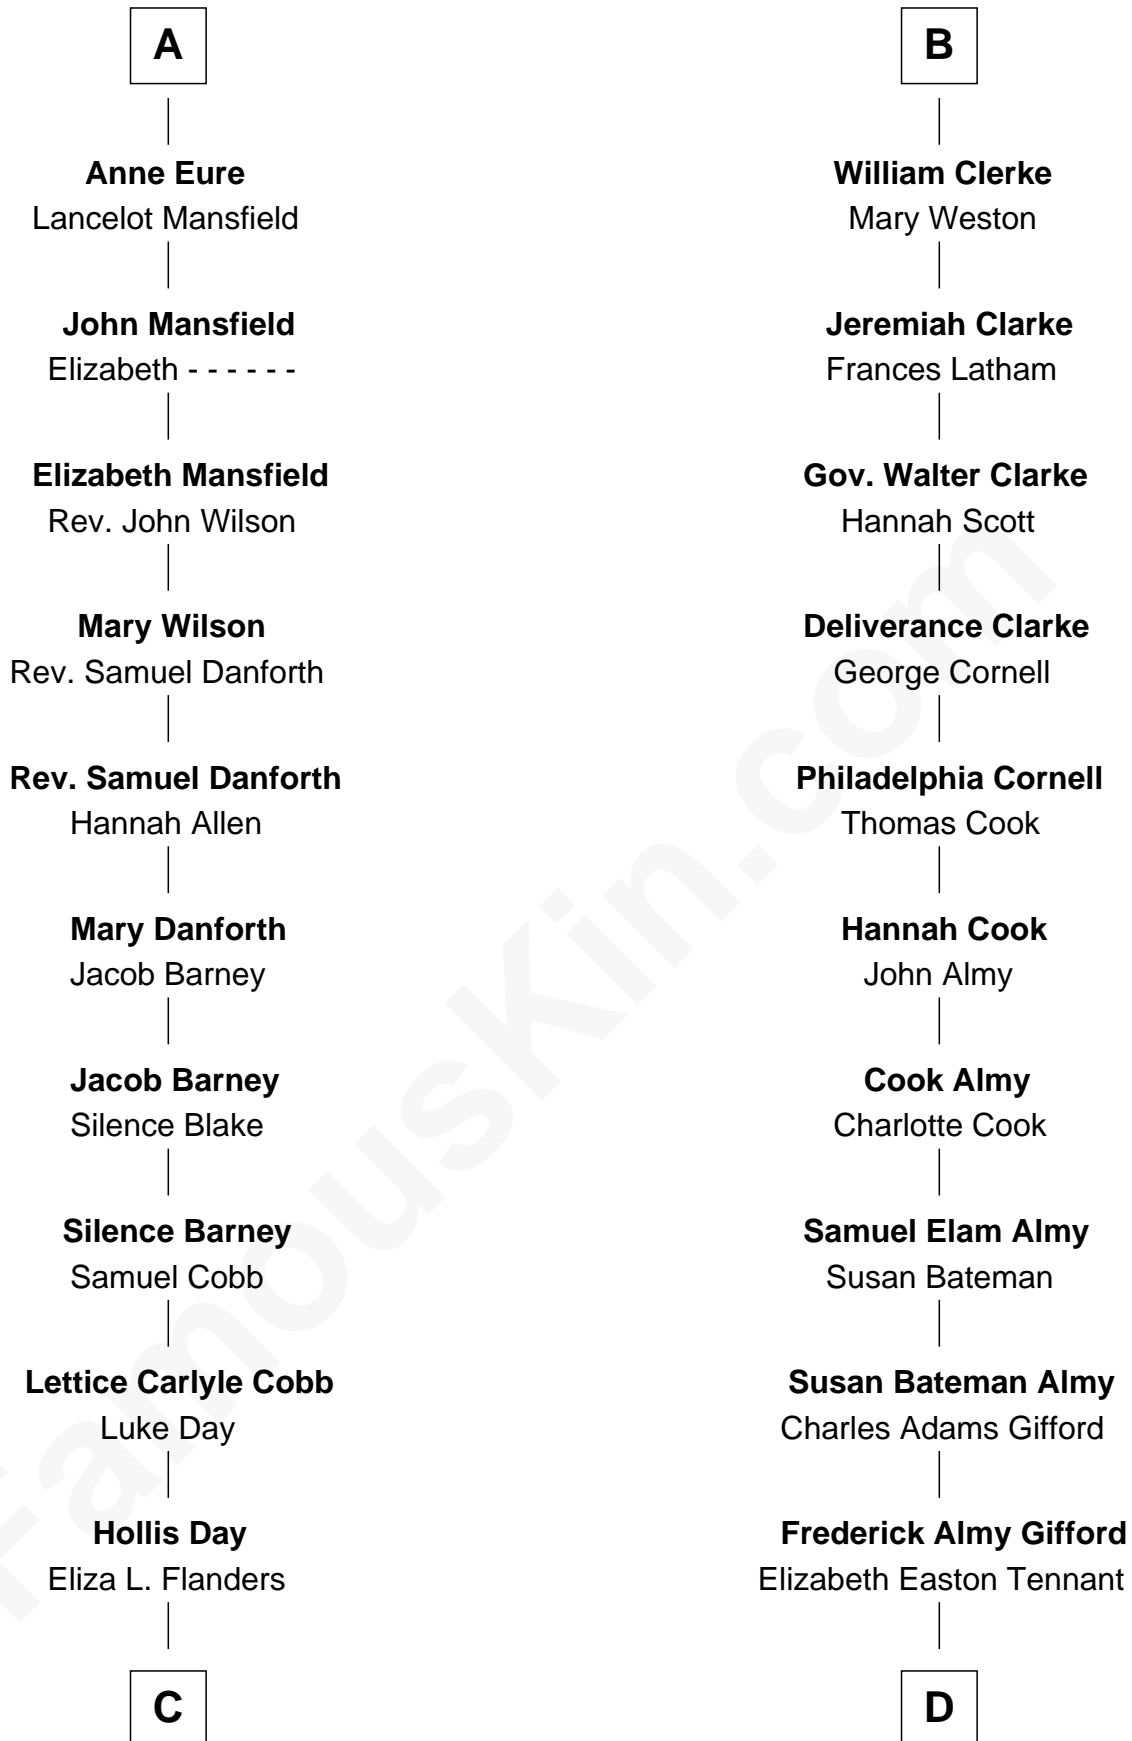 A
Anne Eure
Lancelot Mansfield
John Mansfield
Elizabeth - - - - - -
Elizabeth Mansfield
Rev. John Wilson
Mary Wilson
Rev. Samuel Danforth
Rev. Samuel Danforth
Hannah Allen
Mary Danforth
Jacob Barney
Jacob Barney
Silence Blake
Silence Barney
Samuel Cobb
Lettice Carlyle Cobb
Luke Day
Hollis Day
Eliza L. Flanders
C
B
William Clerke
Mary Weston
Jeremiah Clarke
Frances Latham
Gov. Walter Clarke
Hannah Scott
Deliverance Clarke
George Cornell
Philadelphia Cornell
Thomas Cook
Hannah Cook
John Almy
Cook Almy
Charlotte Cook
Samuel Elam Almy
Susan Bateman
Susan Bateman Almy
Charles Adams Gifford
Frederick Almy Gifford
Elizabeth Easton Tennant
D
FamousKin.com